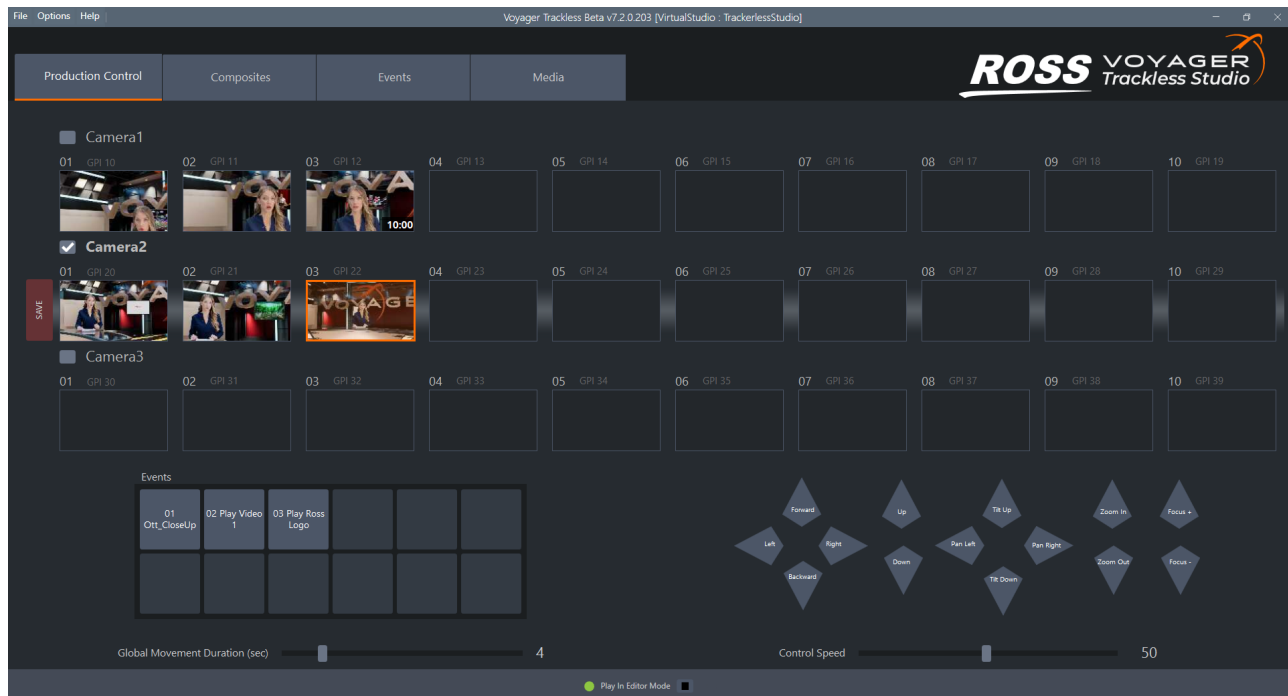 File Options Help
Voyager Trackless Beta v7.2.0.203 [VirtualStudio : TrackerlessStudio]
Production Control
Composites
Events
Media
ROSS VOYAGER
Trackless Studio
Camera1
01 GPI 10
02 GPI 11
03 GPI 12
04 GPI 13
05 GPI 14
06 GPI 15
07 GPI 16
08 GPI 17
09 GPI 18
10 GPI 19
10:00
Camera2
01 GPI 20
02 GPI 21
03 GPI 22
04 GPI 23
05 GPI 24
06 GPI 25
07 GPI 26
08 GPI 27
09 GPI 28
10 GPI 29
SAVE
VOYAGE
Camera3
01 GPI 30
02 GPI 31
03 GPI 32
04 GPI 33
05 GPI 34
06 GPI 35
07 GPI 36
08 GPI 37
09 GPI 38
10 GPI 39
Events
01
Ott_CloseUp
02 Play Video
1
03 Play Ross
Logo
Forward
Left
Right
Backward
Up
Down
Tilt Up
Pan Left
Pan Right
Tilt Down
Zoom In
Zoom Out
Focus +
Focus -
Global Movement Duration (sec)
4
Control Speed
50
Play In Editor Mode